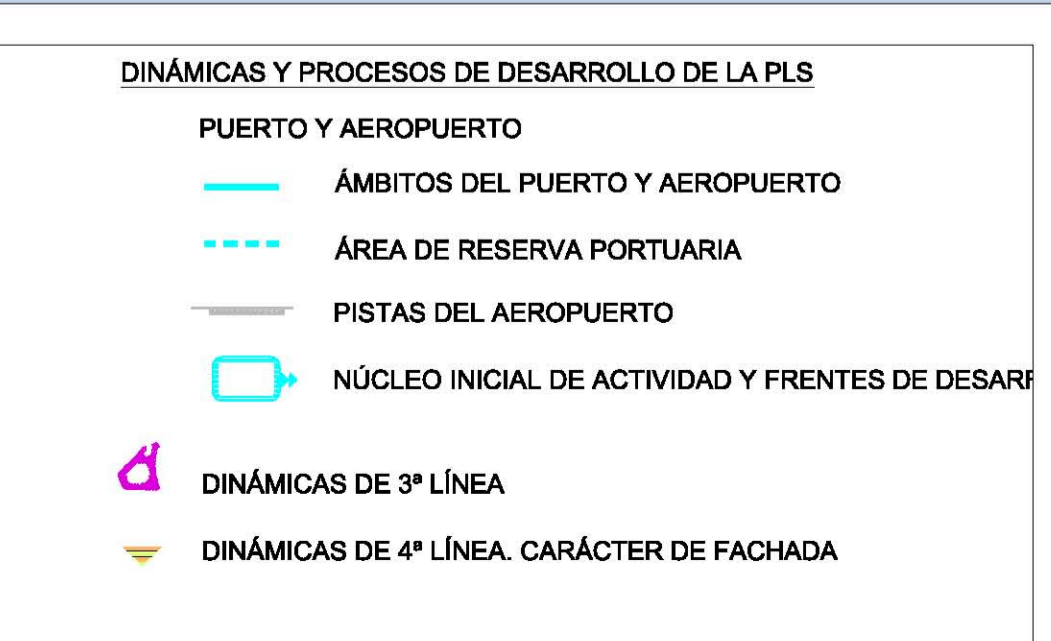 DINÁMICAS Y PROCESOS DE DESARROLLO DE LA PLS
PUERTO Y AEROPUERTO
ÁMBITOS DEL PUERTO Y AEROPUERTO
ÁREA DE RESERVA PORTUARIA
PISTAS DEL AEROPUERTO
NÚCLEO INICIAL DE ACTIVIDAD Y FRENTES DE
DINÁMICAS DE 3ª LÍNEA
DINÁMICAS DE 4ª LÍNEA. CARÁCTER DE FACHADA